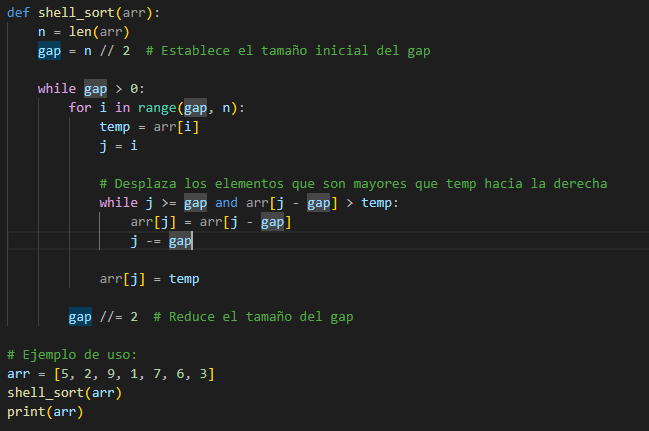 def shell_sort(arr):
    n = len(arr)
    gap = n // 2  # Establece el tamaño inicial del gap

    while gap > 0:
        for i in range(gap, n):
            temp = arr[i]
            j = i

            # Desplaza los elementos que son mayores que temp hacia la derecha
            while j >= gap and arr[j - gap] > temp:
                arr[j] = arr[j - gap]
                j -= gap

            arr[j] = temp

        gap //= 2  # Reduce el tamaño del gap

# Ejemplo de uso:
arr = [5, 2, 9, 1, 7, 6, 3]
shell_sort(arr)
print(arr)